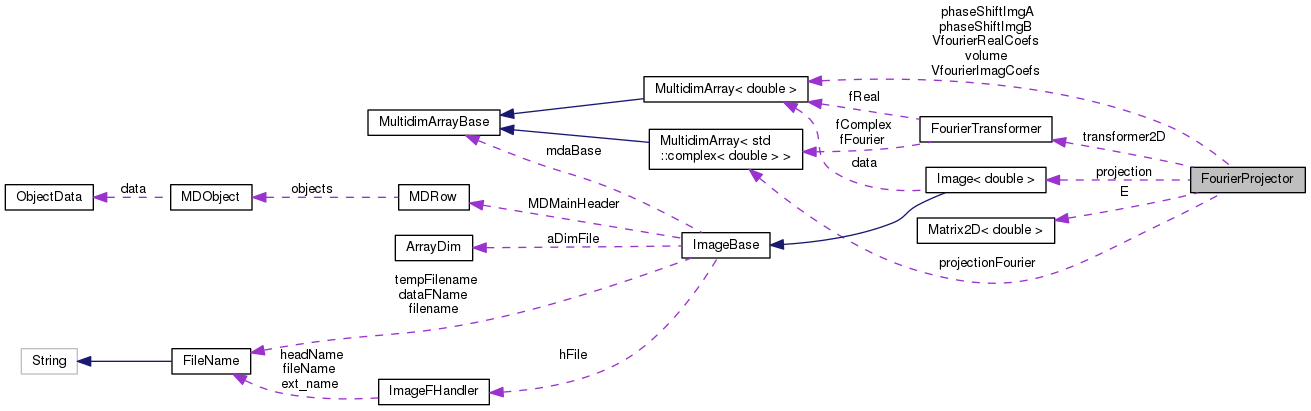 phaseShiftImgA
phaseShiftImgB
VfourierRealCoefs
volume
VfourierImagCoefs
MultidimArray< double >
fReal
MultidimArrayBase
FourierTransformer
fComplex
fFourier
transformer2D
MultidimArray< std
::complex< double > >
mdaBase
data
Image< double >
projection
FourierProjector
ObjectData
data
MDObject
objects
MDRow
MDMainHeader
E
Matrix2D< double >
ArrayDim
aDimFile
ImageBase
projectionFourier
tempFilename
dataFName
filename
String
FileName
headName
fileName
ext_name
hFile
ImageFHandler